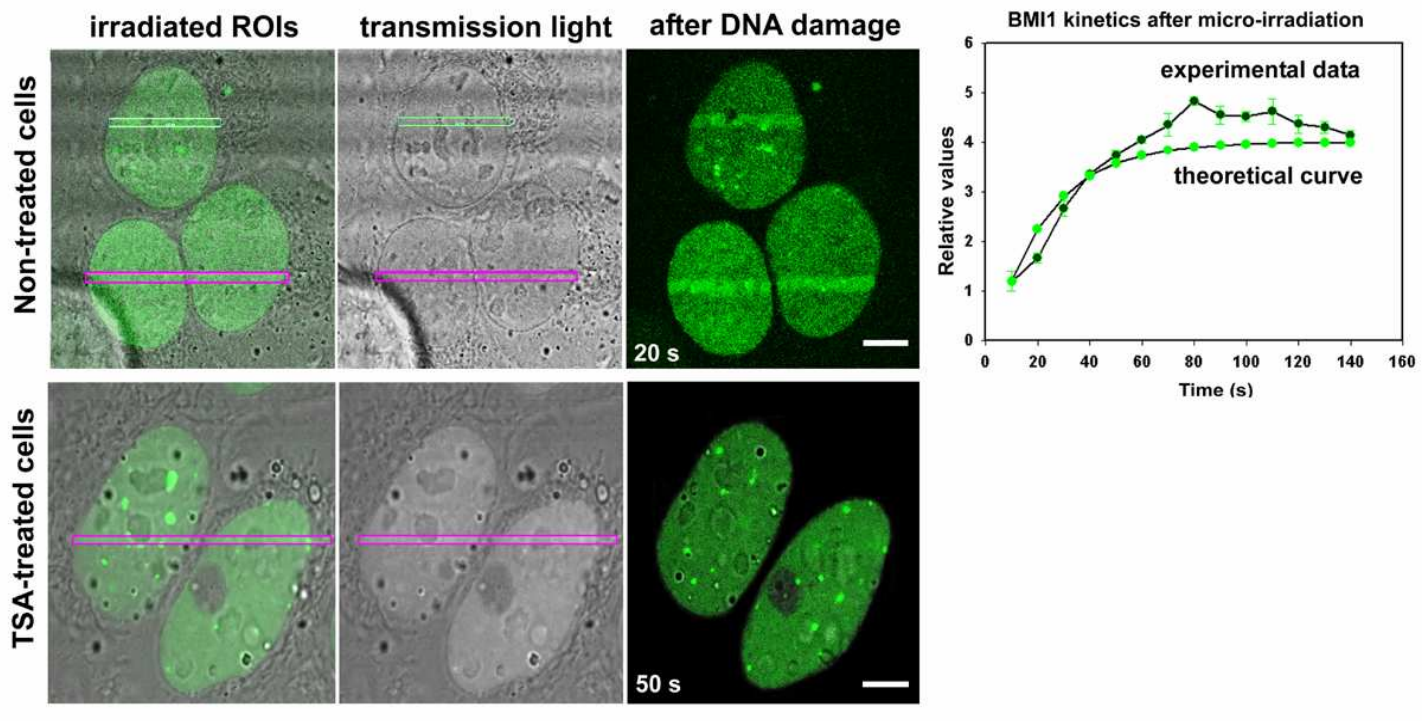 irradiated ROIs
transmission light
after DNA damage
BMI1 kinetics after micro-irradiation
Non-treated cells
20 s
6
5
4
3
2
1
0
Relative values
experimental data
theoretical curve
0 20 40 60 80 100 120 140 160
Time (s)
TSA-treated cells
50 s